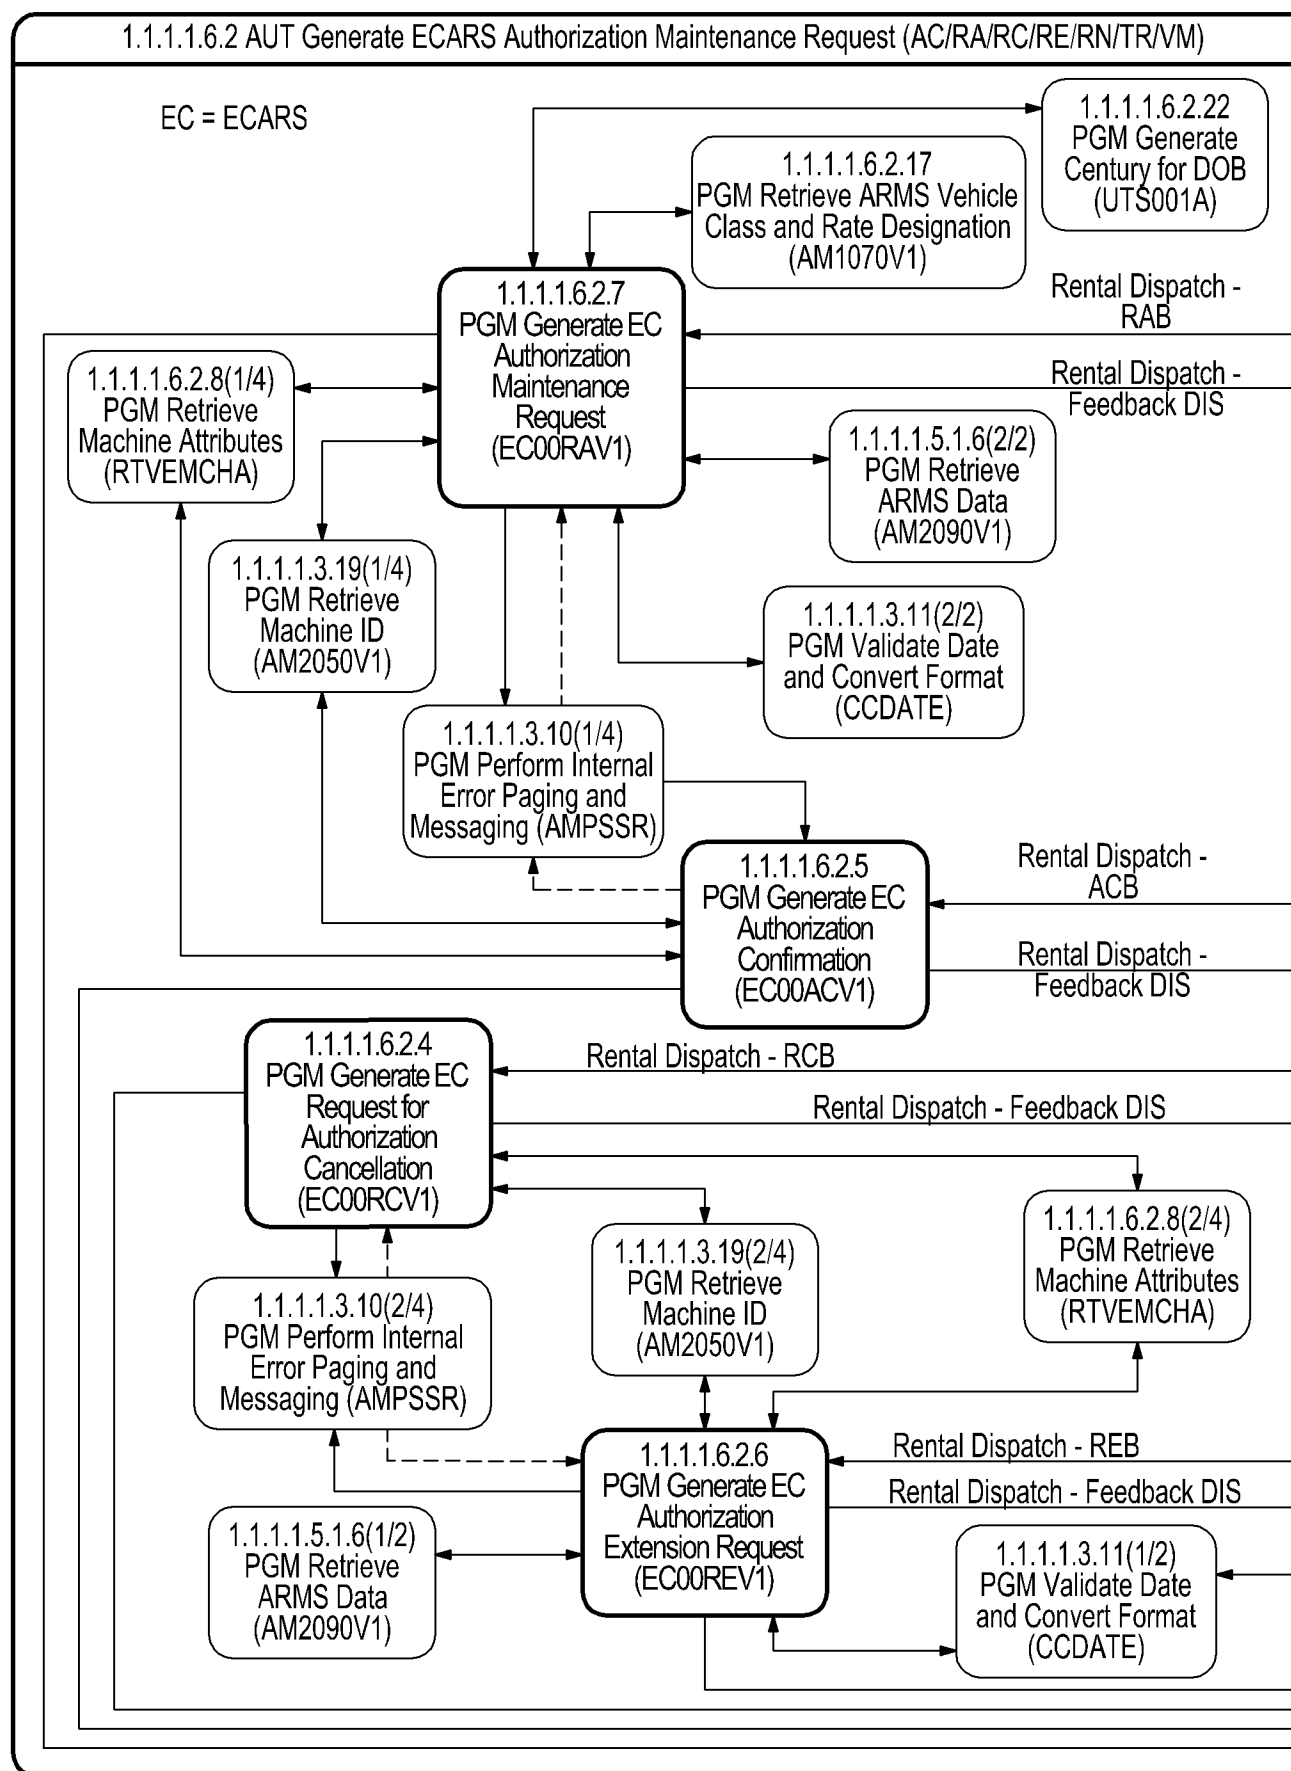 1.1.1.1.6.2 AUT Generate ECARS Authorization Maintenance Request (AC/RA/RC/RE/RN/TR/VM)
EC = ECARS
1.1.1.1.6.2.22
PGM Generate
Century for DOB
(UTS001A)
1.1.1.1.6.2.17
PGM Retrieve ARMS Vehicle
Class and Rate Designation
(AM1070V1)
1.1.1.1.6.2.7
PGM Generate EC
Authorization
Maintenance
Request
(EC00RAV1)
Rental Dispatch -
RAB
Rental Dispatch -
Feedback DIS
1.1.1.1.6.2.8(1/4)
PGM Retrieve
Machine Attributes
(RTVEMCHA)
1.1.1.1.5.1.6(2/2)
PGM Retrieve
ARMS Data
(AM2090V1)
1.1.1.1.3.19(1/4)
PGM Retrieve
Machine ID
(AM2050V1)
1.1.1.1.3.11(2/2)
PGM Validate Date
and Convert Format
(CCDATE)
1.1.1.1.3.10(1/4)
PGM Perform Internal
Error Paging and
Messaging (AMPSSR)
1.1.1.1.6.2.5
PGM Generate EC
Authorization
Confirmation
(EC00ACV1)
Rental Dispatch -
ACB
Rental Dispatch -
Feedback DIS
1.1.1.1.6.2.4
PGM Generate EC
Request for
Authorization
Cancellation
(EC00RCV1)
Rental Dispatch - RCB
Rental Dispatch - Feedback DIS
1.1.1.1.3.19(2/4)
PGM Retrieve
Machine ID
(AM2050V1)
1.1.1.1.6.2.8(2/4)
PGM Retrieve
Machine Attributes
(RTVEMCHA)
1.1.1.1.3.10(2/4)
PGM Perform Internal
Error Paging and
Messaging (AMPSSR)
1.1.1.1.6.2.6
PGM Generate EC
Authorization
Extension Request
(EC00REV1)
Rental Dispatch - REB
Rental Dispatch - Feedback DIS
1.1.1.1.5.1.6(1/2)
PGM Retrieve
ARMS Data
(AM2090V1)
1.1.1.1.3.11(1/2)
PGM Validate Date
and Convert Format
(CCDATE)